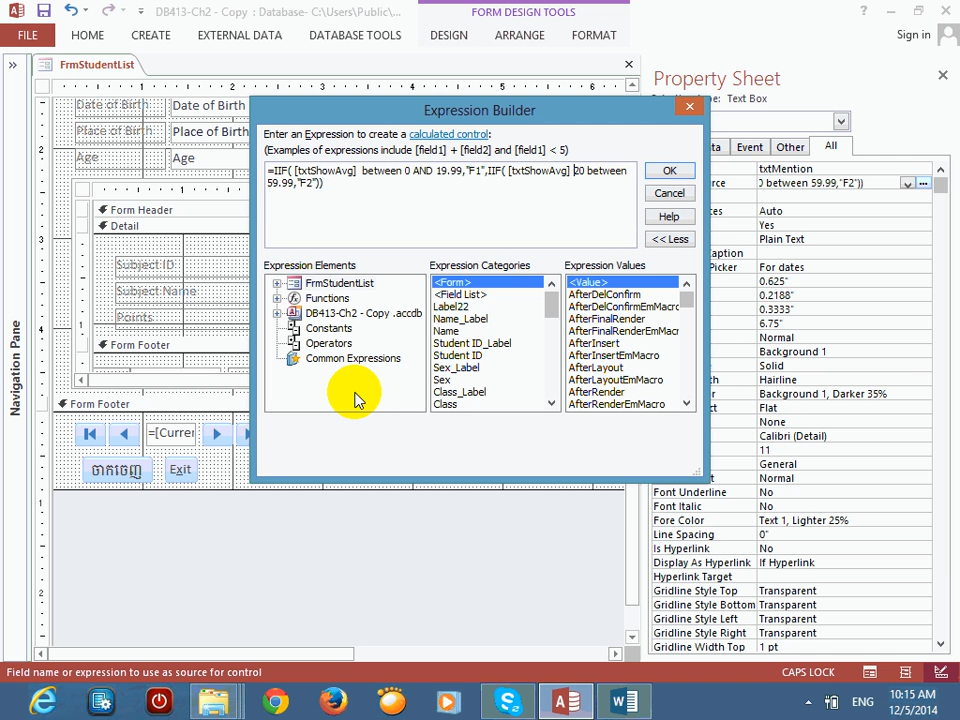 DB413-Ch2 - Copy : Database- C:\Users\Public\...
FORM DESIGN TOOLS
?
FILE
HOME
CREATE
EXTERNAL DATA
DATABASE TOOLS
DESIGN
ARRANGE
FORMAT
Sign in
FrmStudentList
Date of Birth
Date of Birth
Place of Birth
Place of Birth
Age
Age
Form Header
Detail
Subject ID
Subject Name
Points
Form Footer
Form Footer
=[Curren
ចាកចេញ
Exit
Navigation Pane
Expression Builder
Enter an Expression to create a calculated control:
(Examples of expressions include [field1] + [field2] and [field1] < 5)
=IIF( [txtShowAvg]  between 0 AND 19.99,"F1",IIF( [txtShowAvg] 20 between
59.99,"F2"))
OK
Cancel
Help
<< Less
Expression Elements
FrmStudentList
Functions
DB413-Ch2 - Copy .accdb
Constants
Operators
Common Expressions
Expression Categories
<Form>
<Field List>
Label22
Name_Label
Name
Student ID_Label
Student ID
Sex_Label
Sex
Class_Label
Class
Expression Values
<Value>
AfterDelConfirm
AfterDelConfirmEmMacro
AfterFinalRender
AfterFinalRenderEmMacr
AfterInsert
AfterInsertEmMacro
AfterLayout
AfterLayoutEmMacro
AfterRender
AfterRenderEmMacro
Property Sheet
Text Box
ta
Event
Other
All
txtMention
rce
0 between 59.99,"F2"))
ces
Auto
Yes
Plain Text
Caption
Picker
For dates
0.625"
0.2188"
0.3333"
6.75"
Background 1
Solid
Hairline
Background 1, Darker 35%
Flat
None
Calibri (Detail)
11
General
Normal
Font Underline
No
Font Italic
No
Fore Color
Text 1, Lighter 25%
Line Spacing
0"
Is Hyperlink
No
Display As Hyperlink
If Hyperlink
Hyperlink Target
Gridline Style Top
Transparent
Gridline Style Bottom
Transparent
Gridline Style Left
Transparent
Gridline Style Right
Transparent
Gridline Width Top
1 pt
Field name or expression to use as source for control
CAPS LOCK
ENG
10:15 AM
12/5/2014